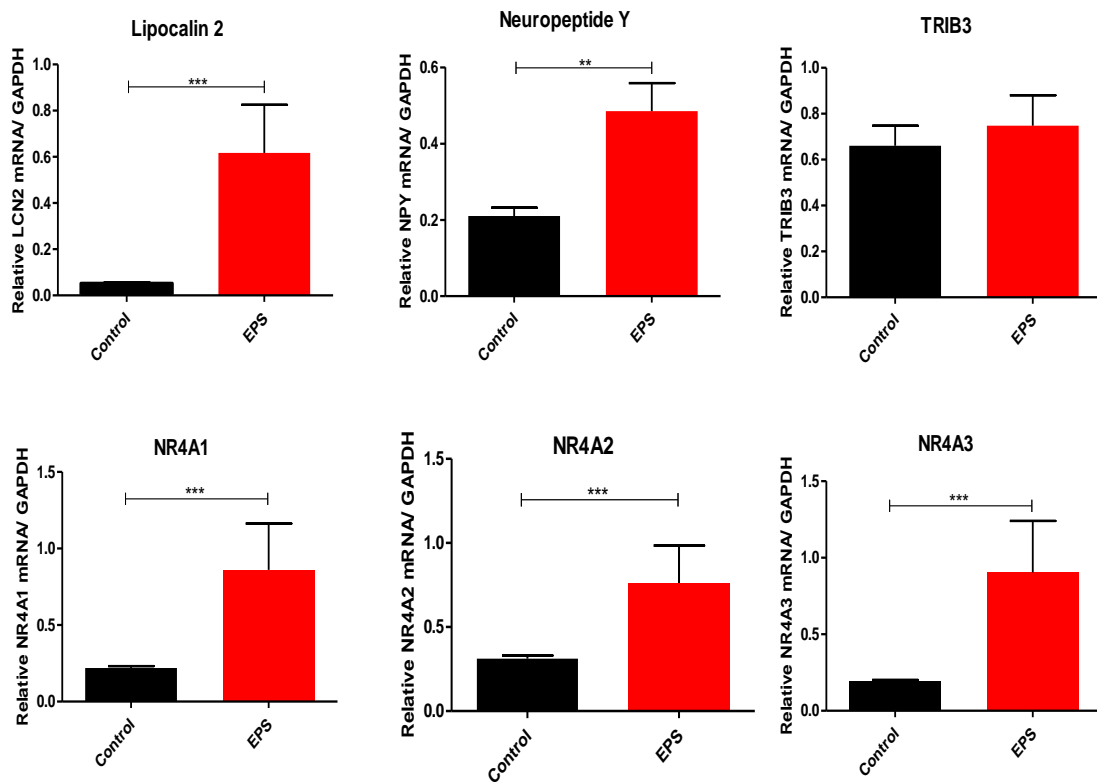 Lipocalin 2
Relative LCN2 mRNA/ GAPDH
1.0
0.8
0.6
0.4
0.2
0.0
***
Control
EPS
Neuropeptide Y
Relative NPY mRNA/ GAPDH
0.6
0.4
0.2
0.0
**
Control
EPS
TRIB3
Relative TRIB3 mRNA/ GAPDH
1.0
0.8
0.6
0.4
0.2
0.0
Control
EPS
NR4A1
Relative NR4A1 mRNA/ GAPDH
1.5
1.0
0.5
0.0
***
Control
EPS
NR4A2
Relative NR4A2 mRNA/ GAPDH
1.5
1.0
0.5
0.0
***
Control
EPS
NR4A3
Relative NR4A3 mRNA/ GAPDH
1.5
1.0
0.5
0.0
***
Control
EPS